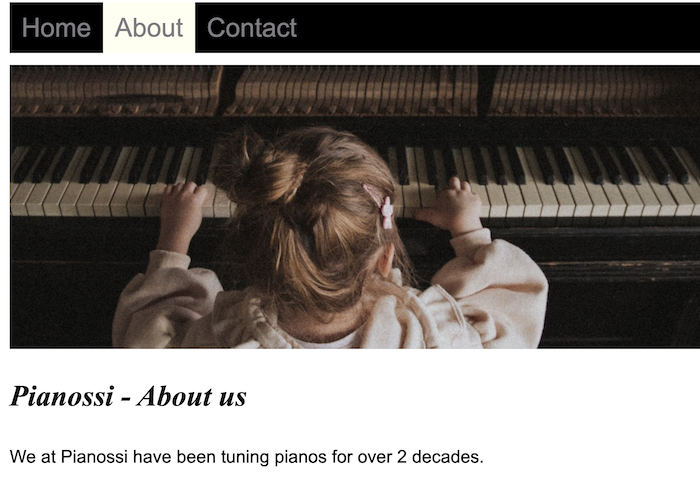 Home About Contact
Pianossi - About us
We at Pianossi have been tuning pianos for over 2 decades.